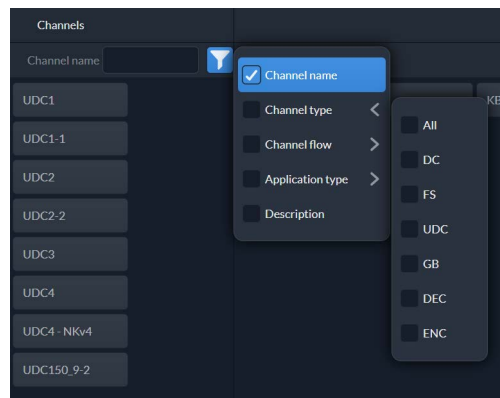 Channels
Channel name
Channel name
UDC1
Channel type
KB
UDC1-1
All
Channel flow
DC
UDC2
Application type
FS
UDC2-2
Description
UDC
UDC3
GB
UDC4
DEC
UDC4 - NKv4
ENC
UDC150_9-2